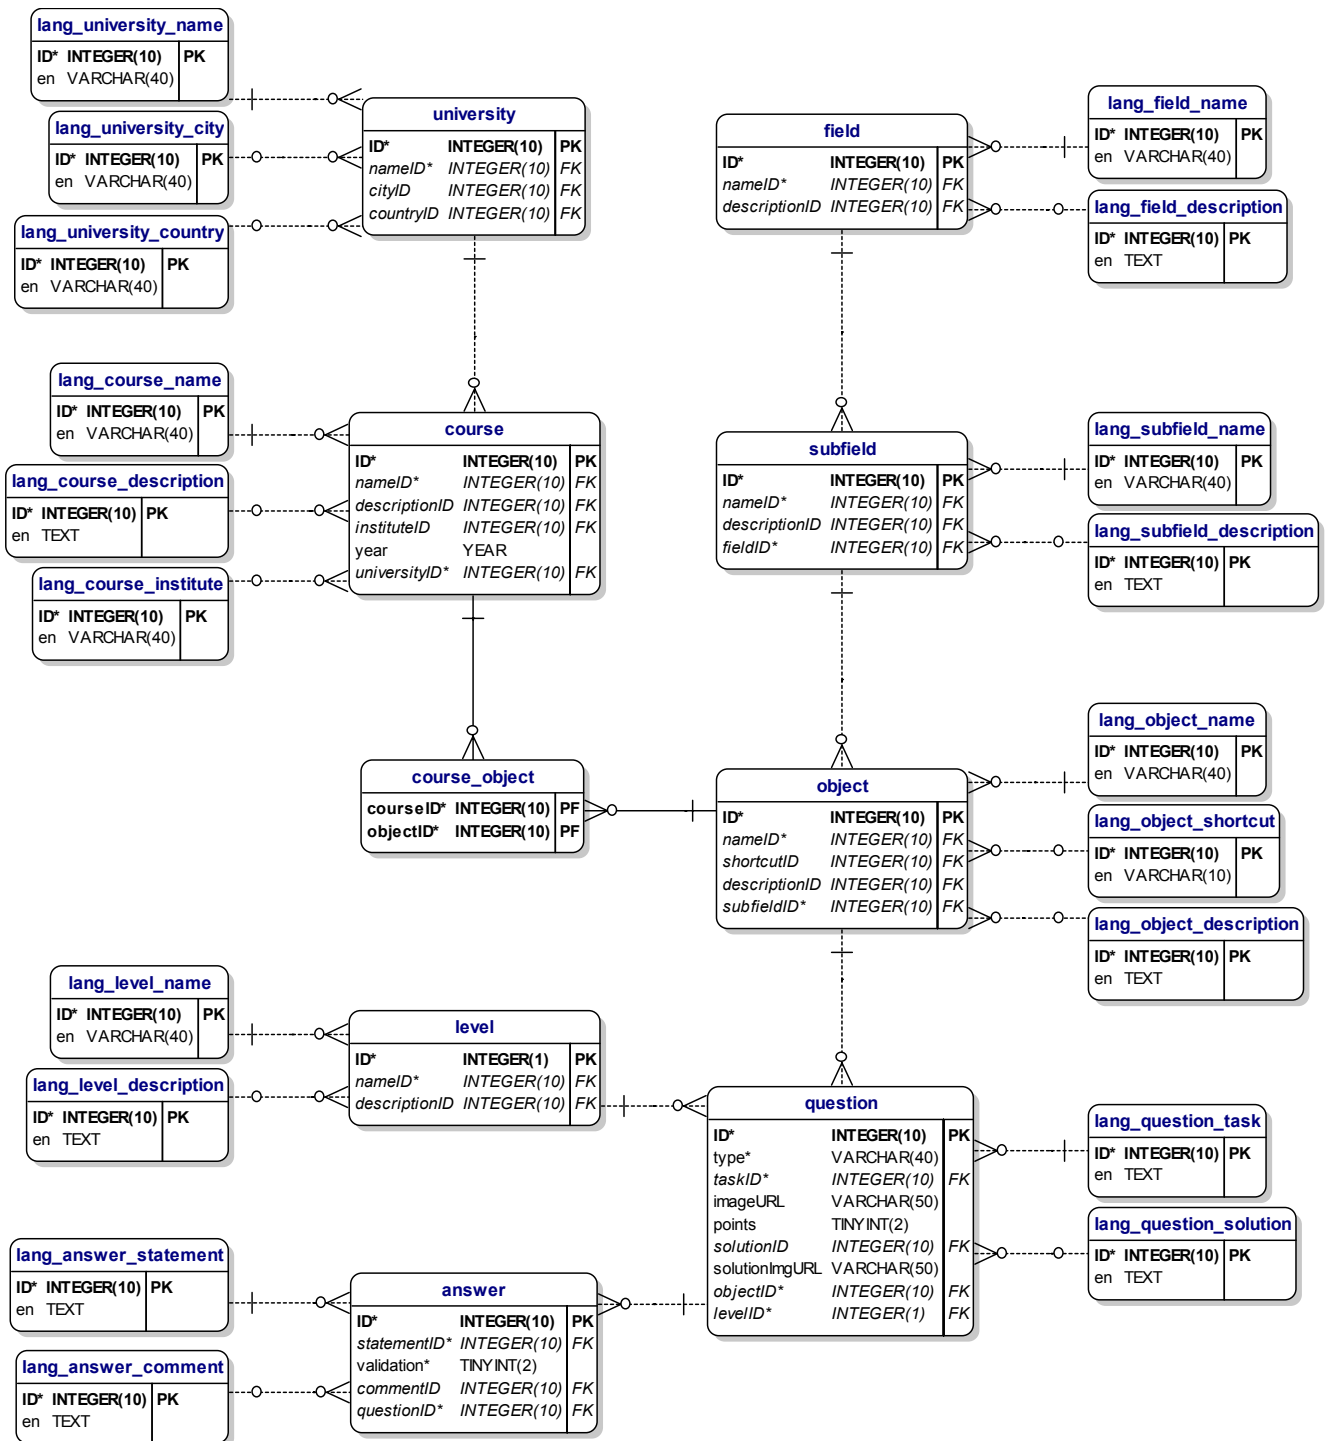 lang_university_name
ID* INTEGER(10) PK
en VARCHAR(40)
lang_university_city
ID* INTEGER(10) PK
en VARCHAR(40)
lang_university_country
ID* INTEGER(10) PK
en VARCHAR(40)
university
ID* INTEGER(10) PK
nameID* INTEGER(10) FK
cityID INTEGER(10) FK
countryID INTEGER(10) FK
field
ID* INTEGER(10) PK
nameID* INTEGER(10) FK
descriptionID INTEGER(10) FK
lang_field_name
ID* INTEGER(10) PK
en VARCHAR(40)
lang_field_description
ID* INTEGER(10) PK
en TEXT
lang_course_name
ID* INTEGER(10) PK
en VARCHAR(40)
lang_course_description
ID* INTEGER(10) PK
en TEXT
lang_course_institute
ID* INTEGER(10) PK
en VARCHAR(40)
course
ID* INTEGER(10) PK
nameID* INTEGER(10) FK
descriptionID INTEGER(10) FK
instituteID INTEGER(10) FK
year YEAR
universityID* INTEGER(10) FK
subfield
ID* INTEGER(10) PK
nameID* INTEGER(10) FK
descriptionID INTEGER(10) FK
fieldID* INTEGER(10) FK
lang_subfield_name
ID* INTEGER(10) PK
en VARCHAR(40)
lang_subfield_description
ID* INTEGER(10) PK
en TEXT
course_object
courseID* INTEGER(10) PF
objectID* INTEGER(10) PF
object
ID* INTEGER(10) PK
nameID* INTEGER(10) FK
shortcutID INTEGER(10) FK
descriptionID INTEGER(10) FK
subfieldID* INTEGER(10) FK
lang_object_name
ID* INTEGER(10) PK
en VARCHAR(40)
lang_object_shortcut
ID* INTEGER(10) PK
en VARCHAR(10)
lang_object_description
ID* INTEGER(10) PK
en TEXT
lang_level_name
ID* INTEGER(10) PK
en VARCHAR(40)
lang_level_description
ID* INTEGER(10) PK
en TEXT
level
ID* INTEGER(1) PK
nameID* INTEGER(10) FK
descriptionID INTEGER(10) FK
question
ID* INTEGER(10) PK
type* VARCHAR(40)
taskID* INTEGER(10) FK
imageURL VARCHAR(50)
points TINYINT(2)
solutionID INTEGER(10) FK
solutionImgURL VARCHAR(50)
objectID* INTEGER(10) FK
levelID* INTEGER(1) FK
lang_question_task
ID* INTEGER(10) PK
en TEXT
lang_question_solution
ID* INTEGER(10) PK
en TEXT
lang_answer_statement
ID* INTEGER(10) PK
en TEXT
lang_answer_comment
ID* INTEGER(10) PK
en TEXT
answer
ID* INTEGER(10) PK
statementID* INTEGER(10) FK
validation* TINYINT(2)
commentID INTEGER(10) FK
questionID* INTEGER(10) FK